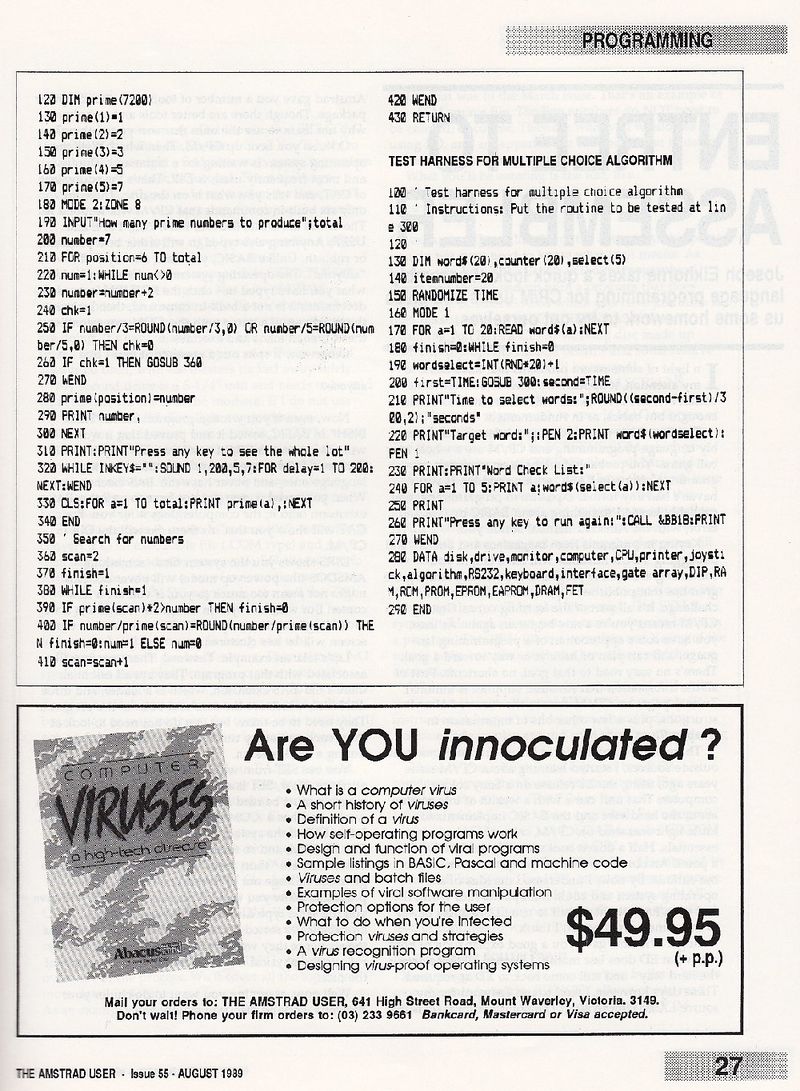 PROGRAMMING
120 DIM prime(7200)
130 prime(1)=1
140 prime(2)=2
150 prime(3)=3
160 prime(4)=5
170 prime(5)=7
180 MODE 2:ZONE 8
190 INPUT"How many prime numbers to produce";total
200 number=7
210 FOR position=6 TO total
220 num=1:WHILE num<>0
230 number=number+2
240 chk=1
250 IF number/3=ROUND(number/3,0) OR number/5=ROUND(num
ber/5,0) THEN chk=0
260 IF chk=1 THEN GOSUB 360
270 WEND
280 prime(position)=number
290 PRINT number,
300 NEXT
310 PRINT:PRINT"Press any key to see the whole lot"
320 WHILE INKEY$="":SOUND 1,200,5,7:FOR delay=1 TO 200:
NEXT:WEND
330 CLS:FOR a=1 TO total:PRINT prime(a),:NEXT
340 END
350 ' Search for numbers
360 scan=2
370 finish=1
380 WHILE finish=1
390 IF prime(scan)*2>number THEN finish=0
400 IF number/prime(scan)=ROUND(number/prime(scan)) THE
N finish=0:num=1 ELSE num=0
410 scan=scan+1
420 WEND
430 RETURN
TEST HARNESS FOR MULTIPLE CHOICE ALGORITHM
100 ' Test harness for multiple choice algorithm
110 ' Instructions: Put the routine to be tested at lin
e 300
120 '
130 DIM word$(20),counter(20),select(5)
140 itemnumber=20
150 RANDOMIZE TIME
160 MODE 1
170 FOR a=1 TO 20:READ word$(a):NEXT
180 finish=0:WHILE finish=0
190 wordselect=INT(RND*20)+1
200 first=TIME:GOSUB 300:second=TIME
210 PRINT"Time to select words:";ROUND((second-first)/3
00,2);"seconds"
220 PRINT"Target word:";:PEN 2:PRINT word$(wordselect):
PEN 1
230 PRINT:PRINT"Word Check List:"
240 FOR a=1 TO 5:PRINT a;word$(select(a)):NEXT
250 PRINT
260 PRINT"Press any key to run again:":CALL &BB18:PRINT
270 WEND
280 DATA disk,drive,monitor,computer,CPU,printer,joysti
ck,algorithm,RS232,keyboard,interface,gate array,DIP,RA
M,ROM,PROM,EPROM,EAPROM,DRAM,FET
290 END
COMPUTER
VIRUSES
a high-tech disease
Abacus
Are YOU innoculated ?
• What is a computer virus
• A short history of viruses
• Definition of a virus
• How self-operating programs work
• Design and function of viral programs
• Sample listings in BASIC, Pascal and machine code
• Viruses and batch files
• Examples of viral software manipulation
• Protection options for the user
• What to do when you're infected
• Protection viruses and strategies
• A virus recognition program
• Designing virus-proof operating systems
$49.95
(+ p.p.)
Mail your orders to: THE AMSTRAD USER, 641 High Street Road, Mount Waverley, Victoria. 3149.
Don't wait! Phone your firm orders to: (03) 233 9661 Bankcard, Mastercard or Visa accepted.
THE AMSTRAD USER - Issue 55 - AUGUST 1989
27